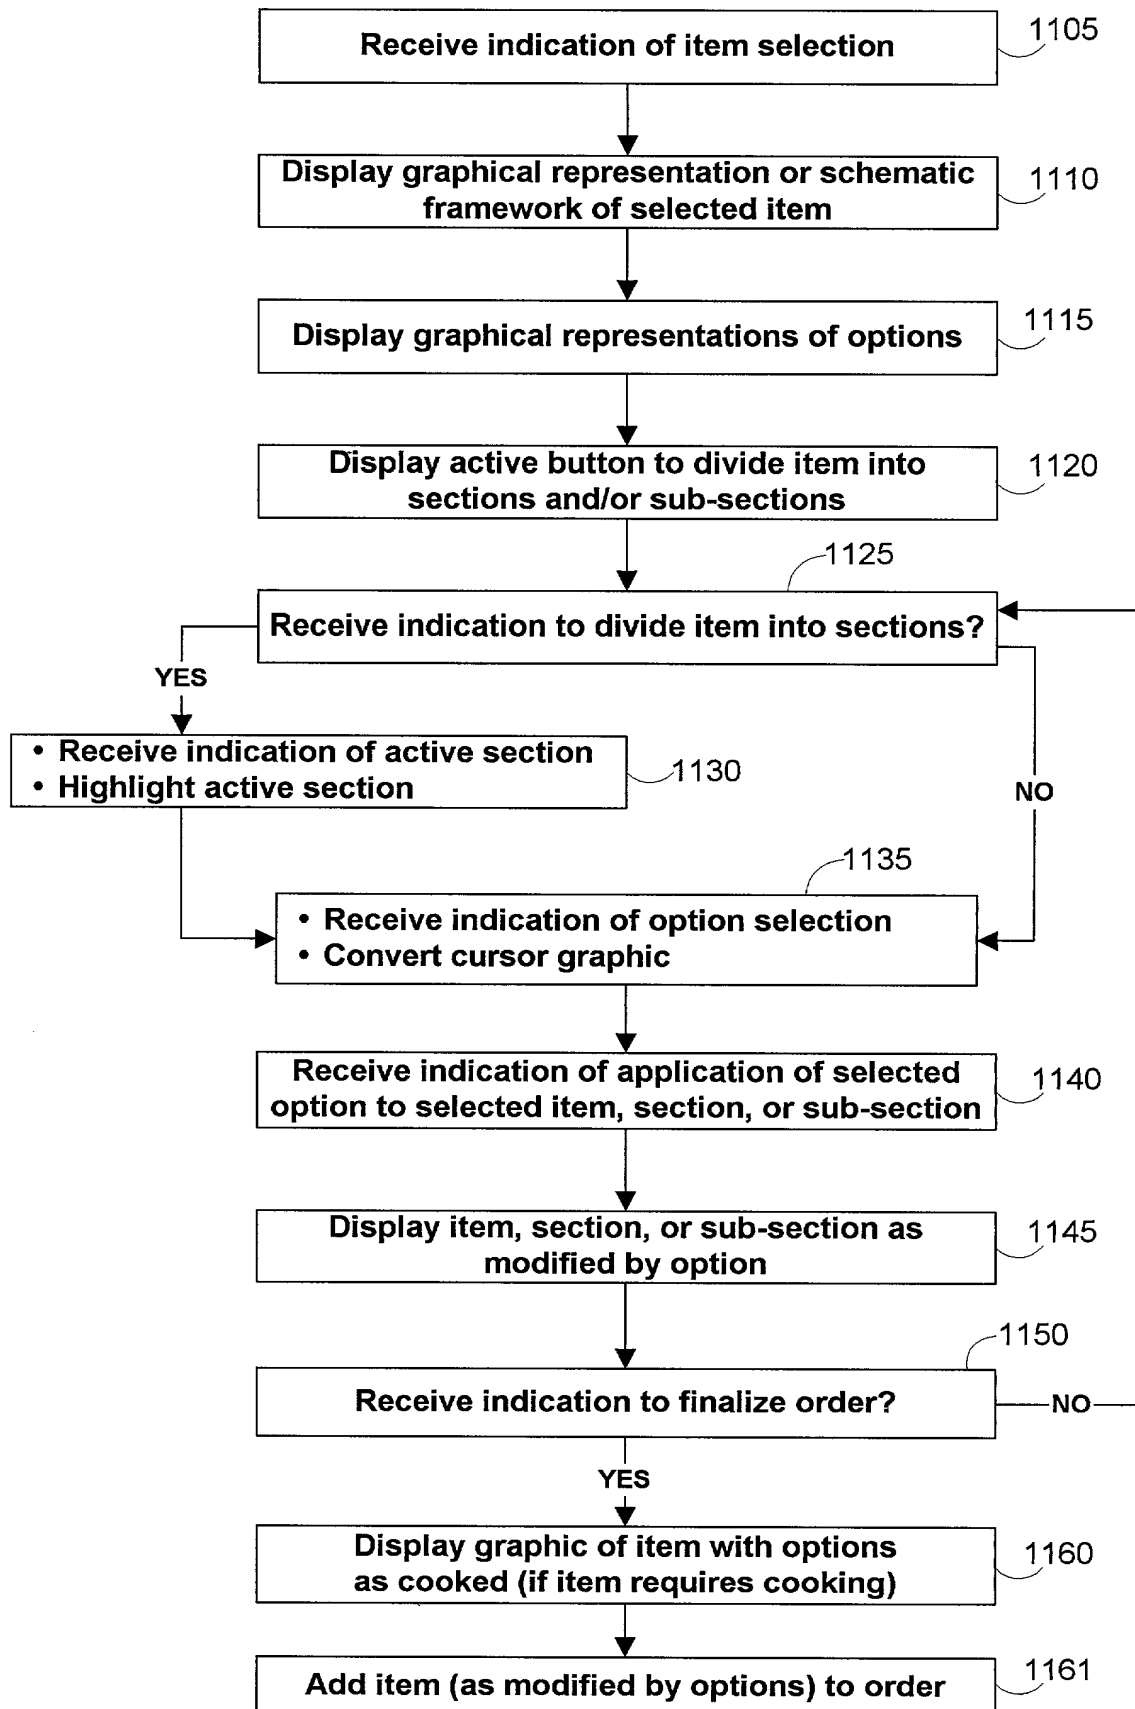 Receive indication of item selection
1105
Display graphical representation or schematic
framework of selected item
1110
Display graphical representations of options
1115
Display active button to divide item into
sections and/or sub-sections
1120
1125
Receive indication to divide item into sections?
YES
• Receive indication of active section
• Highlight active section
1130
NO
1135
• Receive indication of option selection
• Convert cursor graphic
Receive indication of application of selected
option to selected item, section, or sub-section
1140
Display item, section, or sub-section as
modified by option
1145
1150
Receive indication to finalize order?
NO
YES
Display graphic of item with options
as cooked (if item requires cooking)
1160
Add item (as modified by options) to order
1161